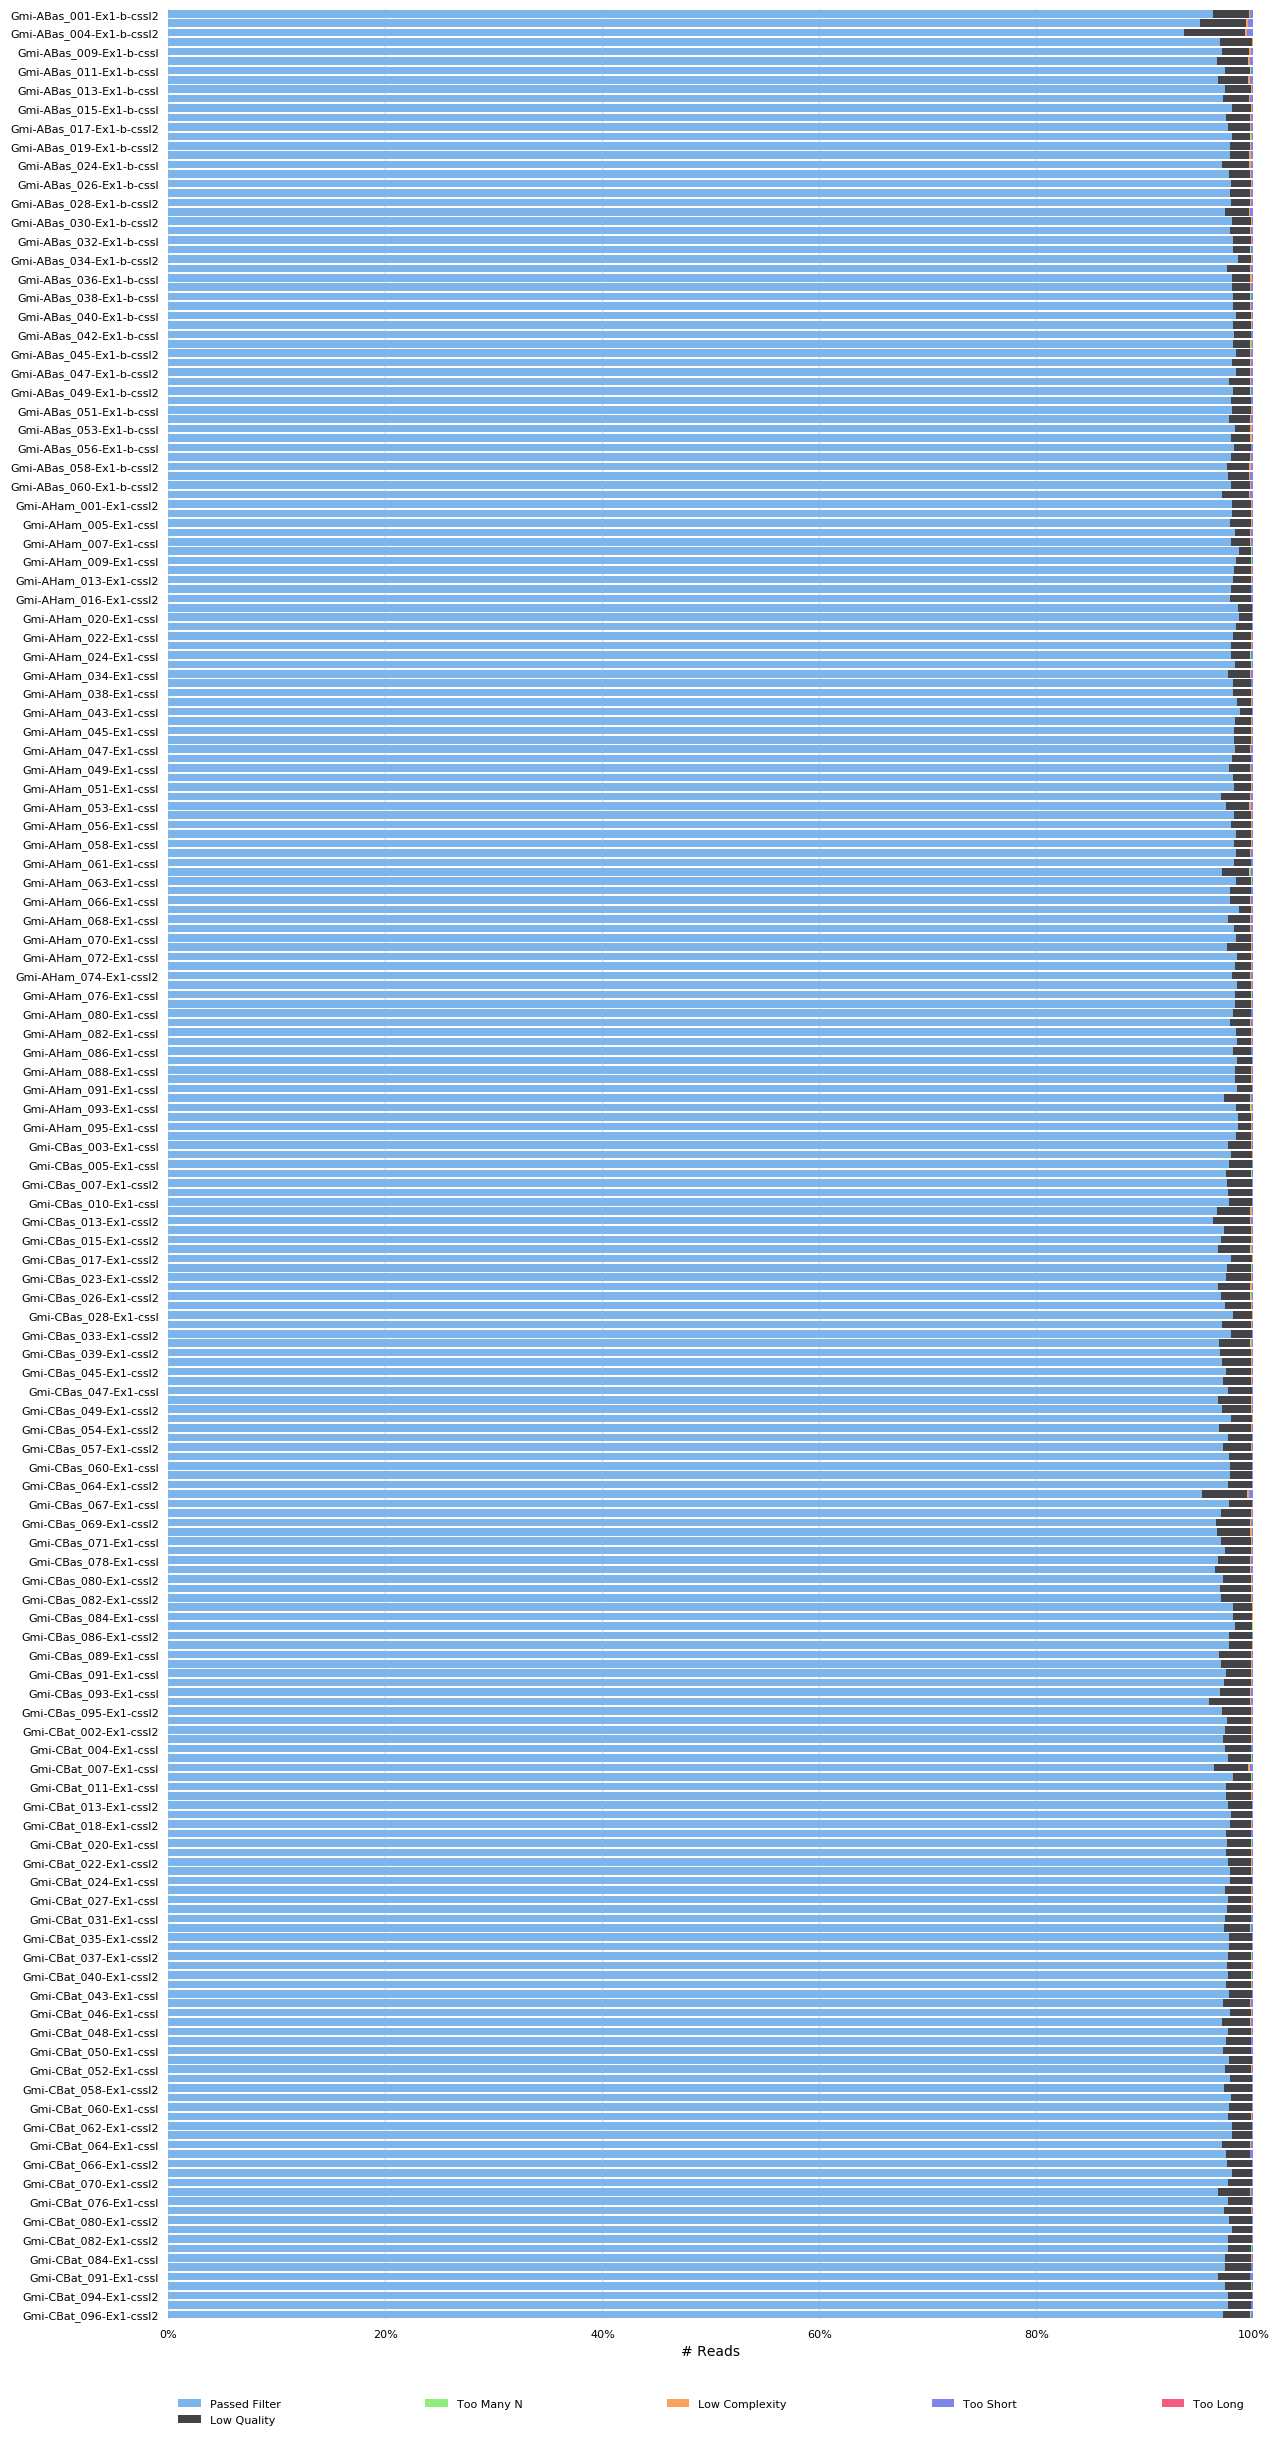 Gmi-ABas_001-Ex1-b-cssl2
Gmi-ABas_004-Ex1-b-cssl2
Gmi-ABas_009-Ex1-b-cssl
Gmi-ABas_011-Ex1-b-cssl
Gmi-ABas_013-Ex1-b-cssl
Gmi-ABas_015-Ex1-b-cssl
Gmi-ABas_017-Ex1-b-cssl2
Gmi-ABas_019-Ex1-b-cssl2
Gmi-ABas_024-Ex1-b-cssl
Gmi-ABas_026-Ex1-b-cssl
Gmi-ABas_028-Ex1-b-cssl2
Gmi-ABas_030-Ex1-b-cssl2
Gmi-ABas_032-Ex1-b-cssl
Gmi-ABas_034-Ex1-b-cssl2
Gmi-ABas_036-Ex1-b-cssl
Gmi-ABas_038-Ex1-b-cssl
Gmi-ABas_040-Ex1-b-cssl
Gmi-ABas_042-Ex1-b-cssl
Gmi-ABas_045-Ex1-b-cssl2
Gmi-ABas_047-Ex1-b-cssl
Gmi-ABas_049-Ex1-b-cssl2
Gmi-ABas_051-Ex1-b-cssl
Gmi-ABas_053-Ex1-b-cssl
Gmi-ABas_056-Ex1-b-cssl
Gmi-ABas_058-Ex1-b-cssl2
Gmi-ABas_060-Ex1-b-cssl2
Gmi-AHam_001-Ex1-cssl2
Gmi-AHam_005-Ex1-cssl
Gmi-AHam_007-Ex1-cssl
Gmi-AHam_009-Ex1-cssl
Gmi-AHam_013-Ex1-cssl2
Gmi-AHam_016-Ex1-cssl2
Gmi-AHam_020-Ex1-cssl
Gmi-AHam_022-Ex1-cssl
Gmi-AHam_024-Ex1-cssl
Gmi-AHam_034-Ex1-cssl
Gmi-AHam_038-Ex1-cssl
Gmi-AHam_043-Ex1-cssl
Gmi-AHam_045-Ex1-cssl
Gmi-AHam_047-Ex1-cssl
Gmi-AHam_049-Ex1-cssl
Gmi-AHam_051-Ex1-cssl
Gmi-AHam_053-Ex1-cssl
Gmi-AHam_056-Ex1-cssl
Gmi-AHam_058-Ex1-cssl
Gmi-AHam_061-Ex1-cssl
Gmi-AHam_063-Ex1-cssl
Gmi-AHam_066-Ex1-cssl
Gmi-AHam_068-Ex1-cssl
Gmi-AHam_070-Ex1-cssl
Gmi-AHam_072-Ex1-cssl
Gmi-AHam_074-Ex1-cssl2
Gmi-AHam_076-Ex1-cssl
Gmi-AHam_080-Ex1-cssl
Gmi-AHam_082-Ex1-cssl
Gmi-AHam_086-Ex1-cssl
Gmi-AHam_088-Ex1-cssl
Gmi-AHam_091-Ex1-cssl
Gmi-AHam_093-Ex1-cssl
Gmi-AHam_095-Ex1-cssl
Gmi-CBas_003-Ex1-cssl
Gmi-CBas_005-Ex1-cssl
Gmi-CBas_007-Ex1-cssl2
Gmi-CBas_010-Ex1-cssl
Gmi-CBas_013-Ex1-cssl2
Gmi-CBas_015-Ex1-cssl2
Gmi-CBas_017-Ex1-cssl2
Gmi-CBas_023-Ex1-cssl2
Gmi-CBas_026-Ex1-cssl2
Gmi-CBas_028-Ex1-cssl
Gmi-CBas_033-Ex1-cssl2
Gmi-CBas_039-Ex1-cssl2
Gmi-CBas_045-Ex1-cssl2
Gmi-CBas_047-Ex1-cssl
Gmi-CBas_049-Ex1-cssl2
Gmi-CBas_054-Ex1-cssl2
Gmi-CBas_057-Ex1-cssl2
Gmi-CBas_060-Ex1-cssl
Gmi-CBas_064-Ex1-cssl2
Gmi-CBas_067-Ex1-cssl
Gmi-CBas_069-Ex1-cssl2
Gmi-CBas_071-Ex1-cssl
Gmi-CBas_078-Ex1-cssl
Gmi-CBas_080-Ex1-cssl2
Gmi-CBas_082-Ex1-cssl2
Gmi-CBas_084-Ex1-cssl
Gmi-CBas_086-Ex1-cssl2
Gmi-CBas_089-Ex1-cssl
Gmi-CBas_091-Ex1-cssl
Gmi-CBas_093-Ex1-cssl
Gmi-CBas_095-Ex1-cssl2
Gmi-CBat_002-Ex1-cssl2
Gmi-CBat_004-Ex1-cssl
Gmi-CBat_007-Ex1-cssl
Gmi-CBat_011-Ex1-cssl
Gmi-CBat_013-Ex1-cssl2
Gmi-CBat_018-Ex1-cssl2
Gmi-CBat_020-Ex1-cssl
Gmi-CBat_022-Ex1-cssl2
Gmi-CBat_024-Ex1-cssl
Gmi-CBat_027-Ex1-cssl
Gmi-CBat_031-Ex1-cssl
Gmi-CBat_035-Ex1-cssl2
Gmi-CBat_037-Ex1-cssl2
Gmi-CBat_040-Ex1-cssl2
Gmi-CBat_043-Ex1-cssl
Gmi-CBat_046-Ex1-cssl
Gmi-CBat_048-Ex1-cssl
Gmi-CBat_050-Ex1-cssl
Gmi-CBat_052-Ex1-cssl
Gmi-CBat_058-Ex1-cssl2
Gmi-CBat_060-Ex1-cssl
Gmi-CBat_062-Ex1-cssl2
Gmi-CBat_064-Ex1-cssl
Gmi-CBat_066-Ex1-cssl
Gmi-CBat_070-Ex1-cssl2
Gmi-CBat_076-Ex1-cssl
Gmi-CBat_080-Ex1-cssl2
Gmi-CBat_082-Ex1-cssl2
Gmi-CBat_084-Ex1-cssl
Gmi-CBat_091-Ex1-cssl
Gmi-CBat_094-Ex1-cssl2
Gmi-CBat_096-Ex1-cssl2
0% 20% 40% 60% 80% 100%
# Reads
Passed Filter Too Many N Low Complexity Too Short Too Long
Low Quality